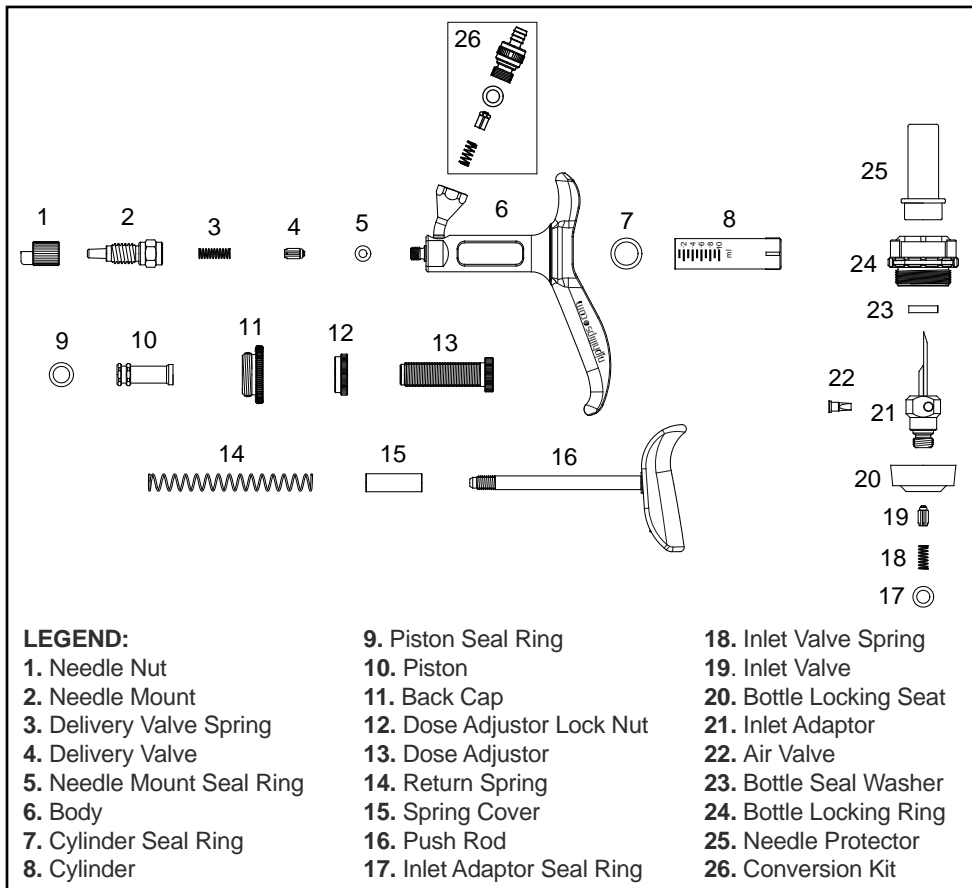 26
25
1
2
3
4
5
6
7
8
2 4 6 8 10
ml
24
23
9
10
11
12
13
22
21
14
15
16
20
19
18
17
LEGEND:
1. Needle Nut
2. Needle Mount
3. Delivery Valve Spring
4. Delivery Valve
5. Needle Mount Seal Ring
6. Body
7. Cylinder Seal Ring
8. Cylinder
9. Piston Seal Ring
10. Piston
11. Back Cap
12. Dose Adjustor Lock Nut
13. Dose Adjustor
14. Return Spring
15. Spring Cover
16. Push Rod
17. Inlet Adaptor Seal Ring
18. Inlet Valve Spring
19. Inlet Valve
20. Bottle Locking Seat
21. Inlet Adaptor
22. Air Valve
23. Bottle Seal Washer
24. Bottle Locking Ring
25. Needle Protector
26. Conversion Kit